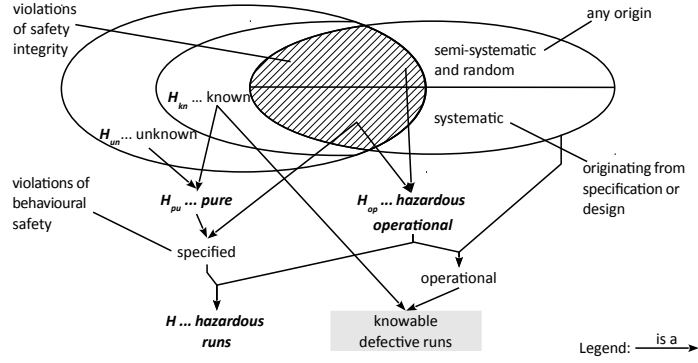 violations
of safety
integrity
any origin
semi-systematic
and random
H_kn ... known
systematic
H_un ... unknown
violations of
behavioural
safety
originating from
specification or
design
H_pu ... pure
H_op ... hazardous
operational
specified
operational
H ... hazardous
runs
knowable
defective runs
Legend: is a